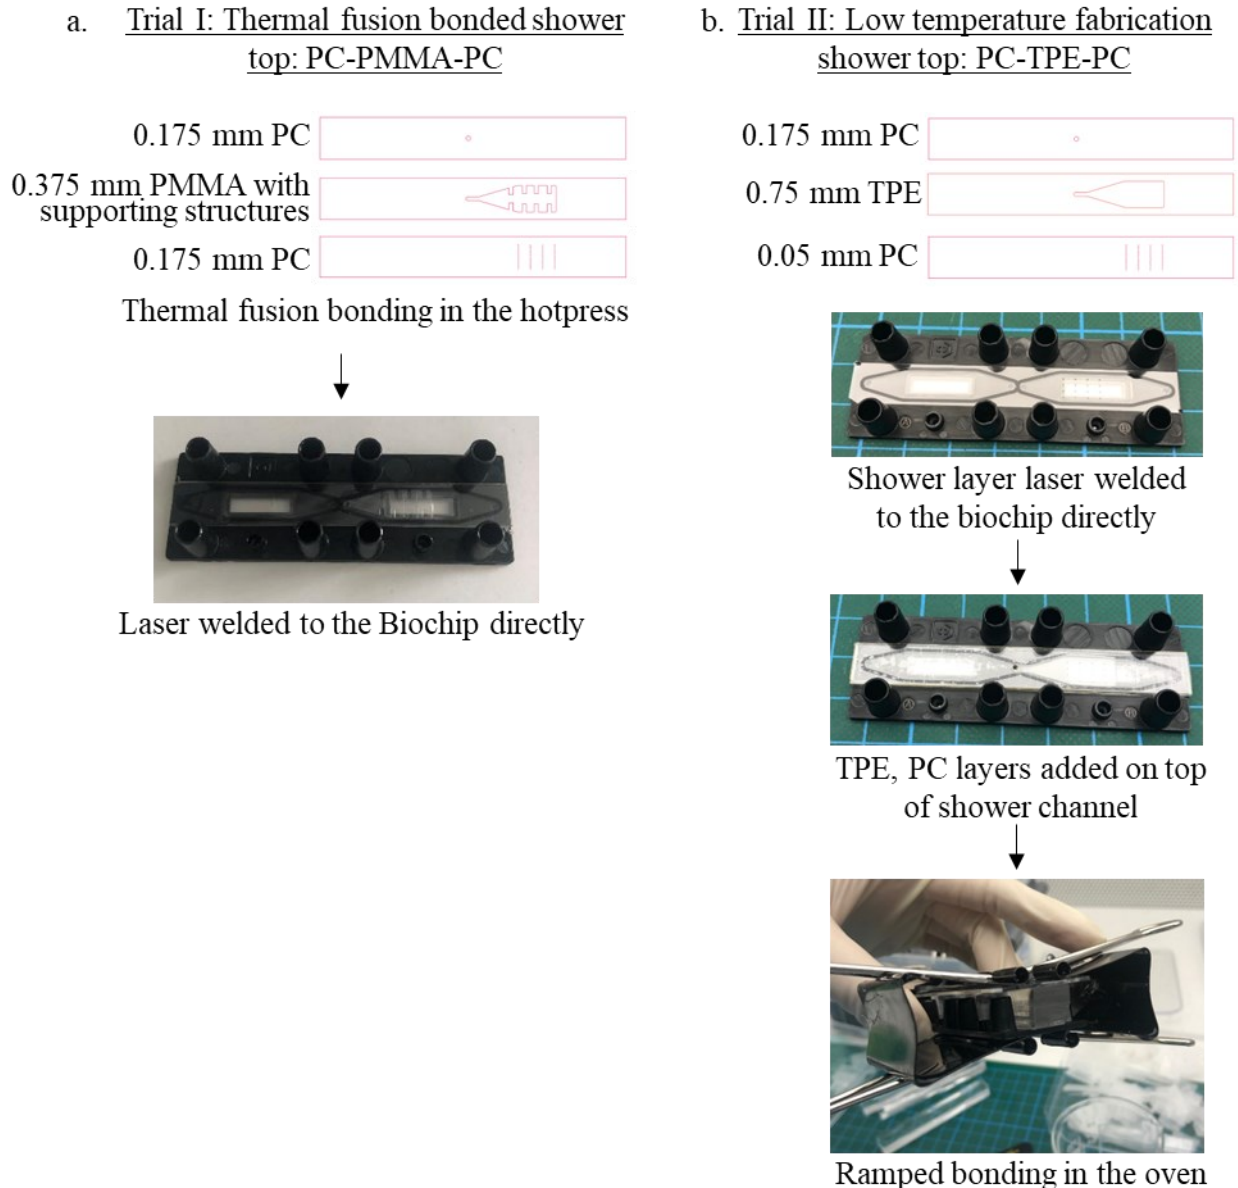 a. Trial I: Thermal fusion bonded shower
top: PC-PMMA-PC
0.175 mm PC
0.375 mm PMMA with
supporting structures
0.175 mm PC
Thermal fusion bonding in the hotpress
Laser welded to the Biochip directly
b. Trial II: Low temperature fabrication
shower top: PC-TPE-PC
0.175 mm PC
0.75 mm TPE
0.05 mm PC
Shower layer laser welded
to the biochip directly
TPE, PC layers added on top
of shower channel
Ramped bonding in the oven